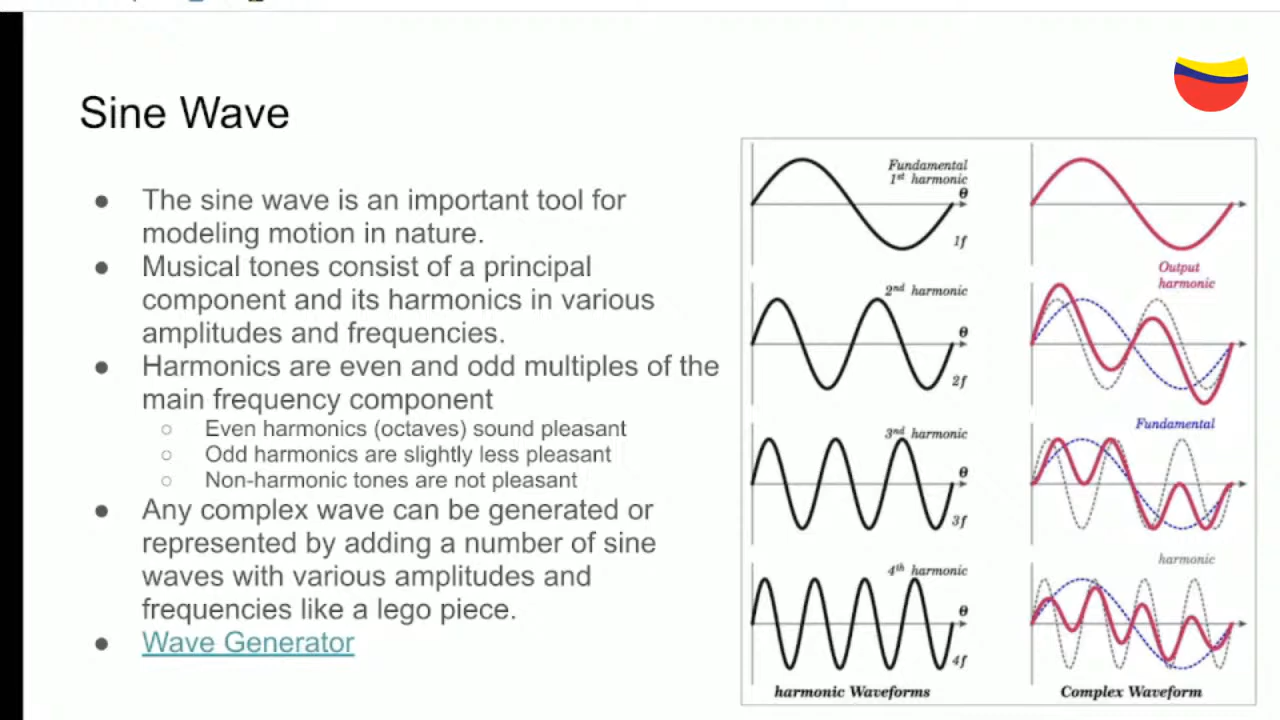 Sine Wave
● The sine wave is an important tool for
modeling motion in nature.
● Musical tones consist of a principal
component and its harmonics in various
amplitudes and frequencies.
● Harmonics are even and odd multiples of the
main frequency component
○ Even harmonics (octaves) sound pleasant
○ Odd harmonics are slightly less pleasant
○ Non-harmonic tones are not pleasant
● Any complex wave can be generated or
represented by adding a number of sine
waves with various amplitudes and
frequencies like a lego piece.
● Wave Generator
Fundamental
1st harmonic
θ
1f
2nd harmonic
θ
2f
3rd harmonic
θ
3f
4th harmonic
θ
4f
harmonic Waveforms
Output
harmonic
Fundamental
harmonic
Complex Waveform